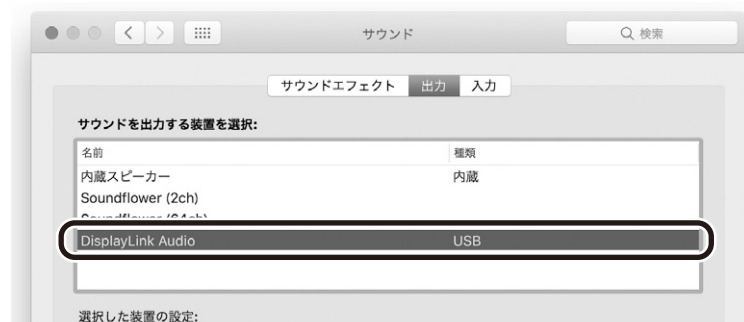 サウンド
検索
サウンドエフェクト 出力 入力
サウンドを出力する装置を選択:
名前 種類
内蔵スピーカー 内蔵
Soundflower (2ch)
Soundflower (64ch)
DisplayLink Audio USB
選択した装置の設定: